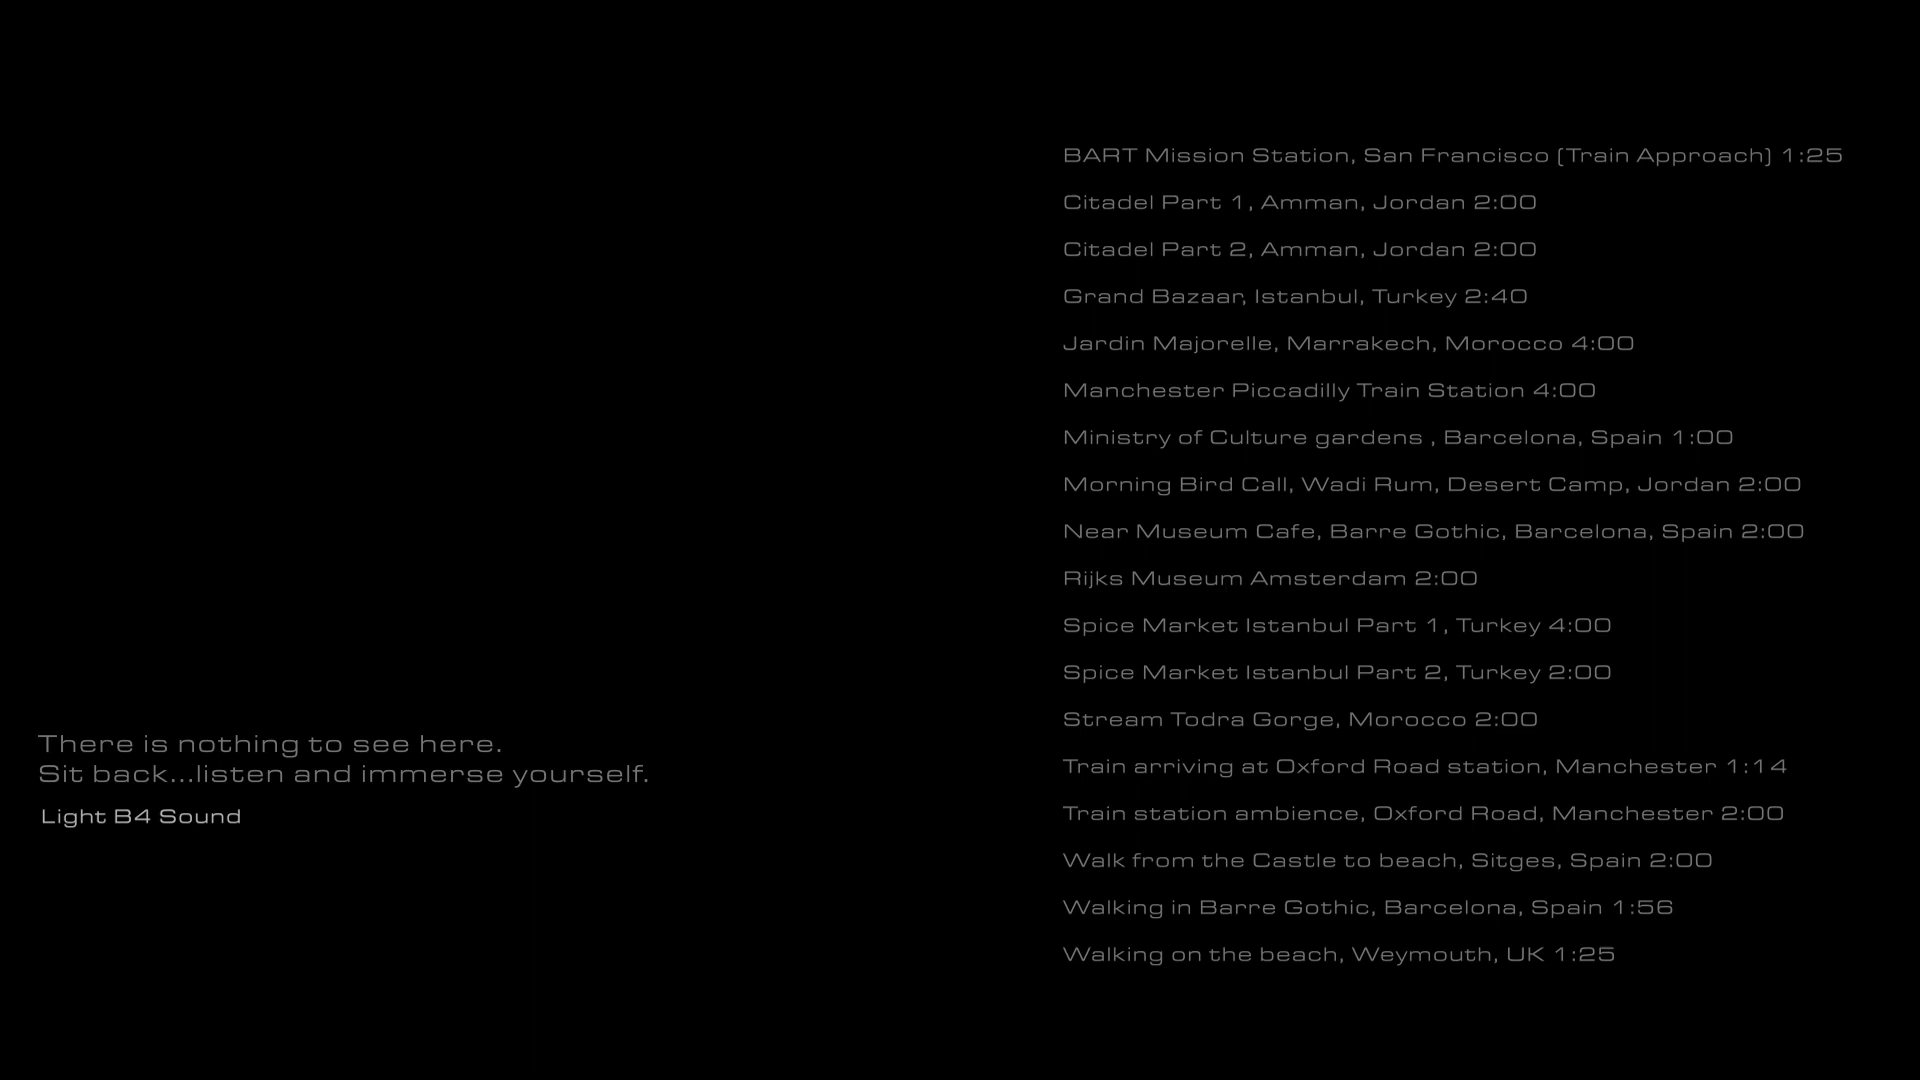 There is nothing to see here.
Sit back...listen and immerse yourself.
Light B4 Sound
BART Mission Station, San Francisco (Train Approach) 1:25
Citadel Part 1, Amman, Jordan 2:00
Citadel Part 2, Amman, Jordan 2:00
Grand Bazaar, Istanbul, Turkey 2:40
Jardin Majorelle, Marrakech, Morocco 4:00
Manchester Piccadilly Train Station 4:00
Ministry of Culture gardens , Barcelona, Spain 1:00
Morning Bird Call, Wadi Rum, Desert Camp, Jordan 2:00
Near Museum Cafe, Barre Gothic, Barcelona, Spain 2:00
Rijks Museum Amsterdam 2:00
Spice Market Istanbul Part 1, Turkey 4:00
Spice Market Istanbul Part 2, Turkey 2:00
Stream Todra Gorge, Morocco 2:00
Train arriving at Oxford Road station, Manchester 1:14
Train station ambience, Oxford Road, Manchester 2:00
Walk from the Castle to beach, Sitges, Spain 2:00
Walking in Barre Gothic, Barcelona, Spain 1:56
Walking on the beach, Weymouth, UK 1:25